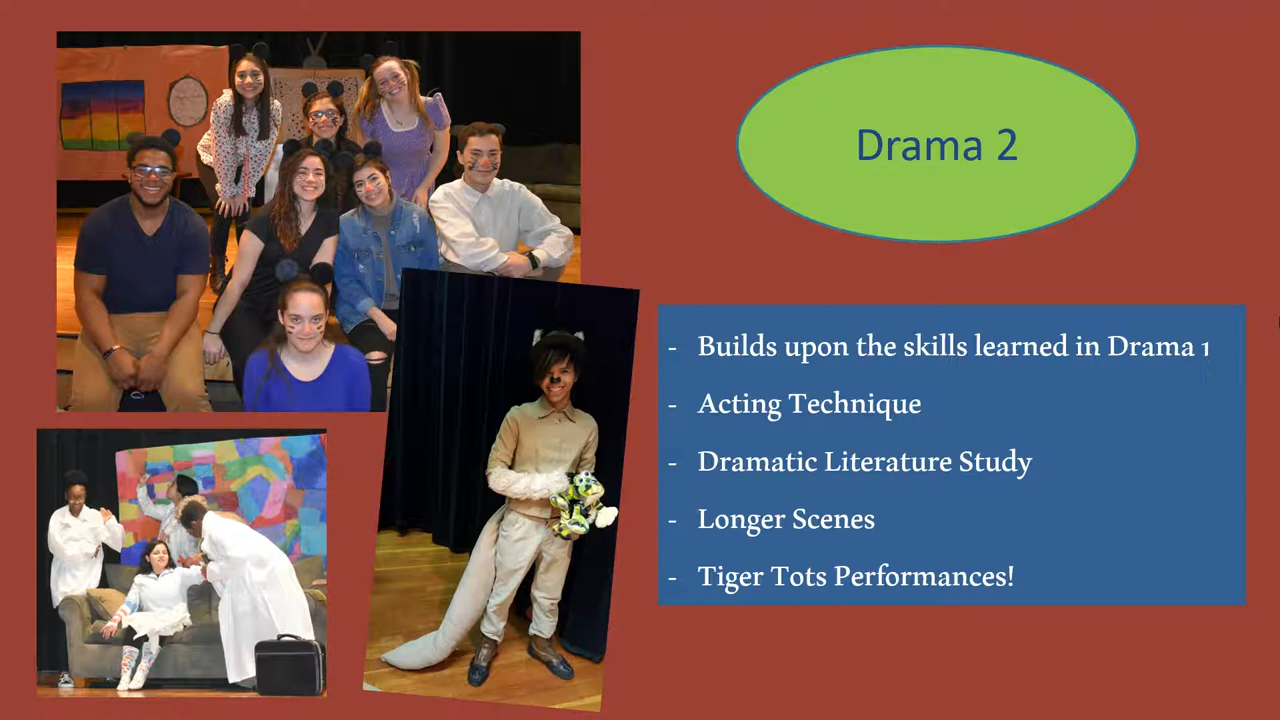 Drama 2
- Builds upon the skills learned in Drama 1
- Acting Technique
- Dramatic Literature Study
- Longer Scenes
- Tiger Tots Performances!